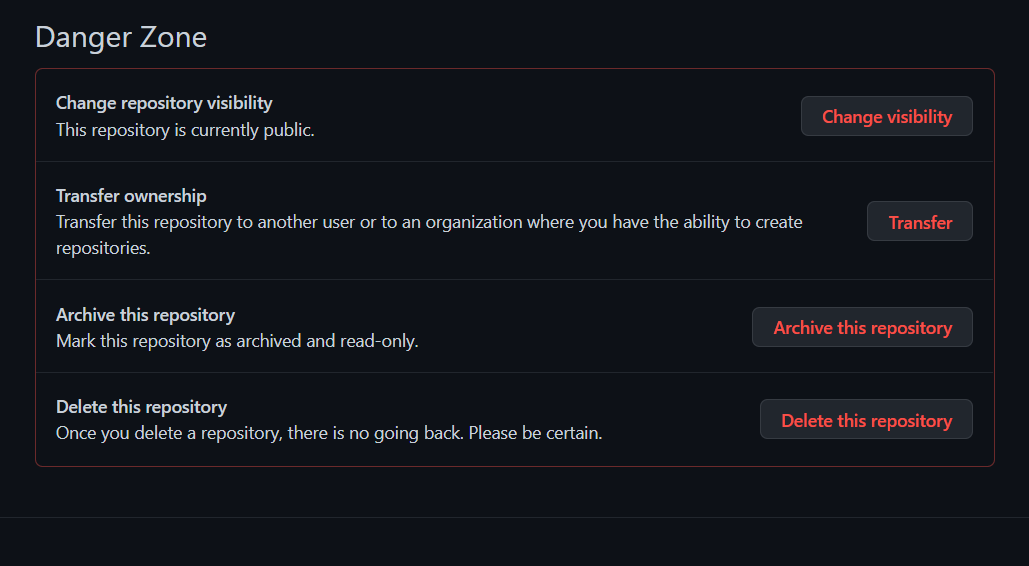 Danger Zone
Change repository visibility
This repository is currently public.
Change visibility
Transfer ownership
Transfer this repository to another user or to an organization where you have the ability to create
repositories.
Transfer
Archive this repository
Mark this repository as archived and read-only.
Archive this repository
Delete this repository
Once you delete a repository, there is no going back. Please be certain.
Delete this repository